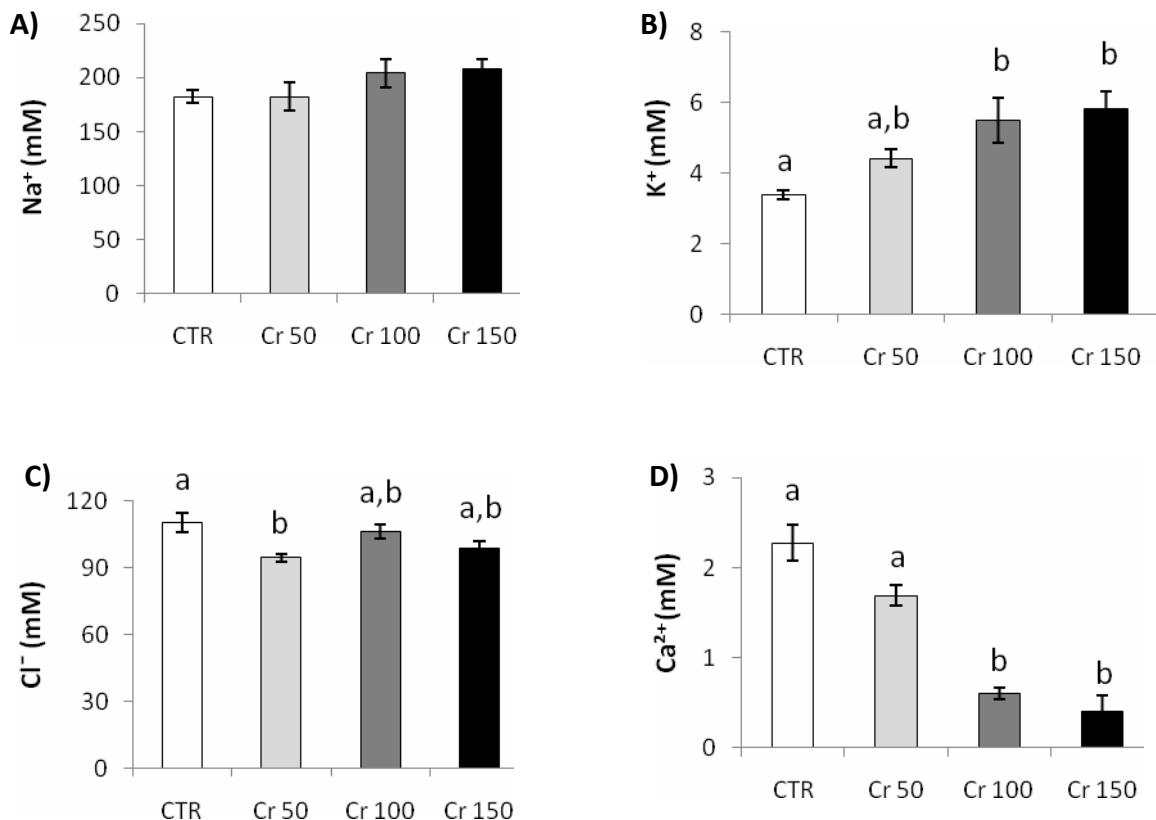 A)
Na⁺ (mM)
250
200
150
100
50
0
CTR Cr 50 Cr 100 Cr 150
B)
K⁺ (mM)
8
6
4
2
0
a
a,b
b
b
CTR Cr 50 Cr 100 Cr 150
C)
Cl⁻ (mM)
120
90
60
30
0
a
b
a,b
a,b
CTR Cr 50 Cr 100 Cr 150
D)
Ca²⁺ (mM)
3
2
1
0
a
a
b
b
CTR Cr 50 Cr 100 Cr 150